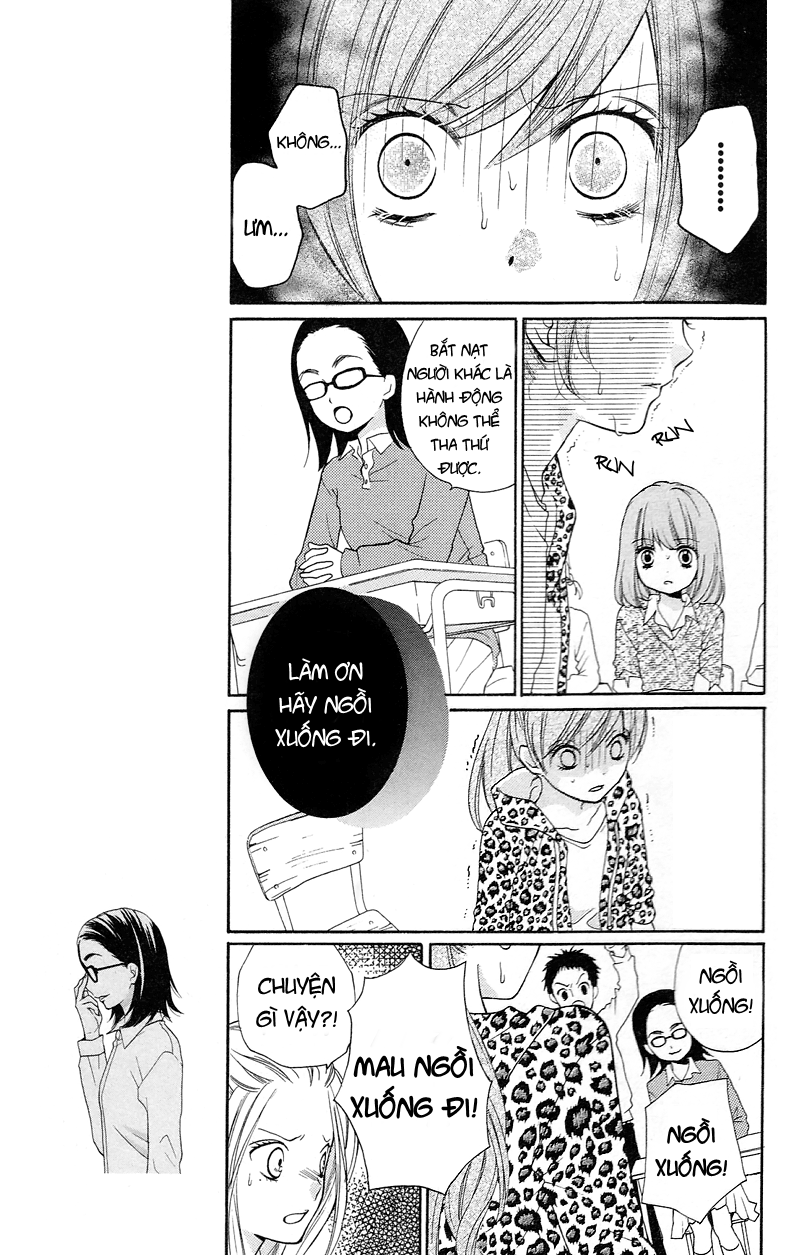 .........
KHÔNG...
ƯM...
RUN
RUN
BẮT NẠT
NGƯỜI KHÁC LÀ
HÀNH ĐỘNG
KHÔNG THỂ
THA THỨ
ĐƯỢC.
LÀM ƠN
HÃY NGỒI
XUỐNG ĐI.
NGỒI
XUỐNG!
NGỒI
XUỐNG!
MAU NGỒI
XUỐNG ĐI!
CHUYỆN
GÌ VẬY?!